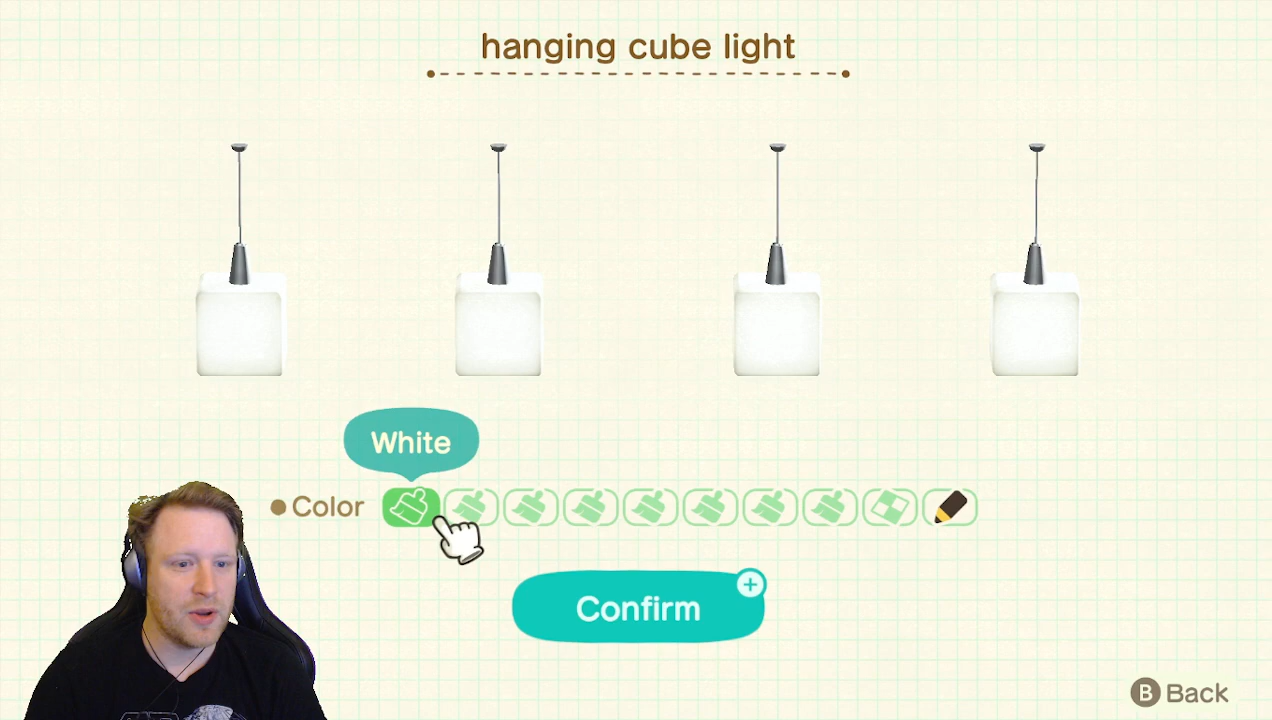 hanging cube light
White
Color
Confirm
B Back